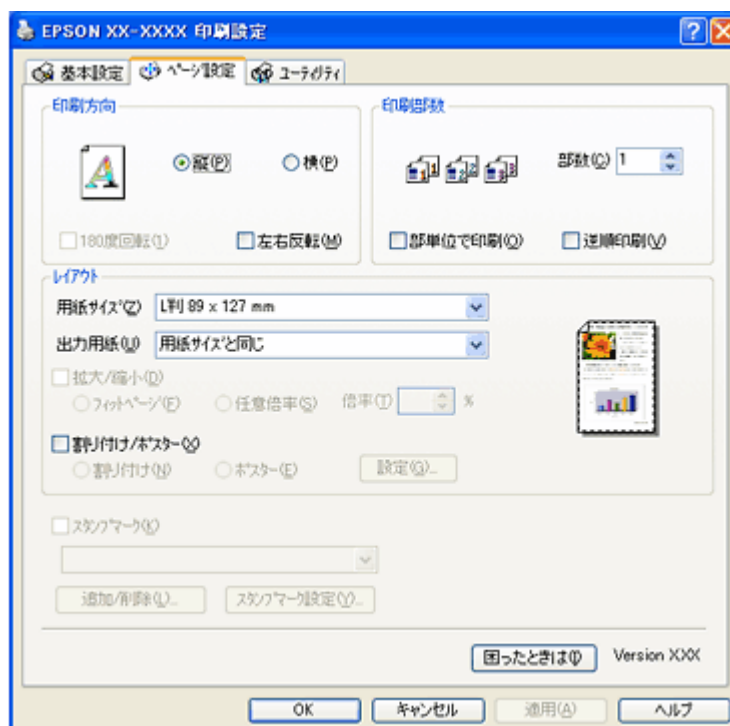 EPSON XX-XXXX 印刷設定
基本設定 ページ設定 ユーティリティ
印刷方向
縦(P) 横(P)
180度回転(1) 左右反転(M)
印刷部数
部数(C) 1
部単位で印刷(O) 逆順印刷(V)
レイアウト
用紙サイズ(Z) L判 89 x 127 mm
出力用紙(U) 用紙サイズと同じ
拡大/縮小(D)
フィットページ(F) 任意倍率(S) 倍率(T) %
割り付け/ポスター(X)
割り付け(N) ポスター(E) 設定(G)...
スタンプマーク(K)
追加/削除(L)... スタンプマーク設定(Y)...
困ったときは(I) Version XXX
OK キャンセル 適用(A) ヘルプ